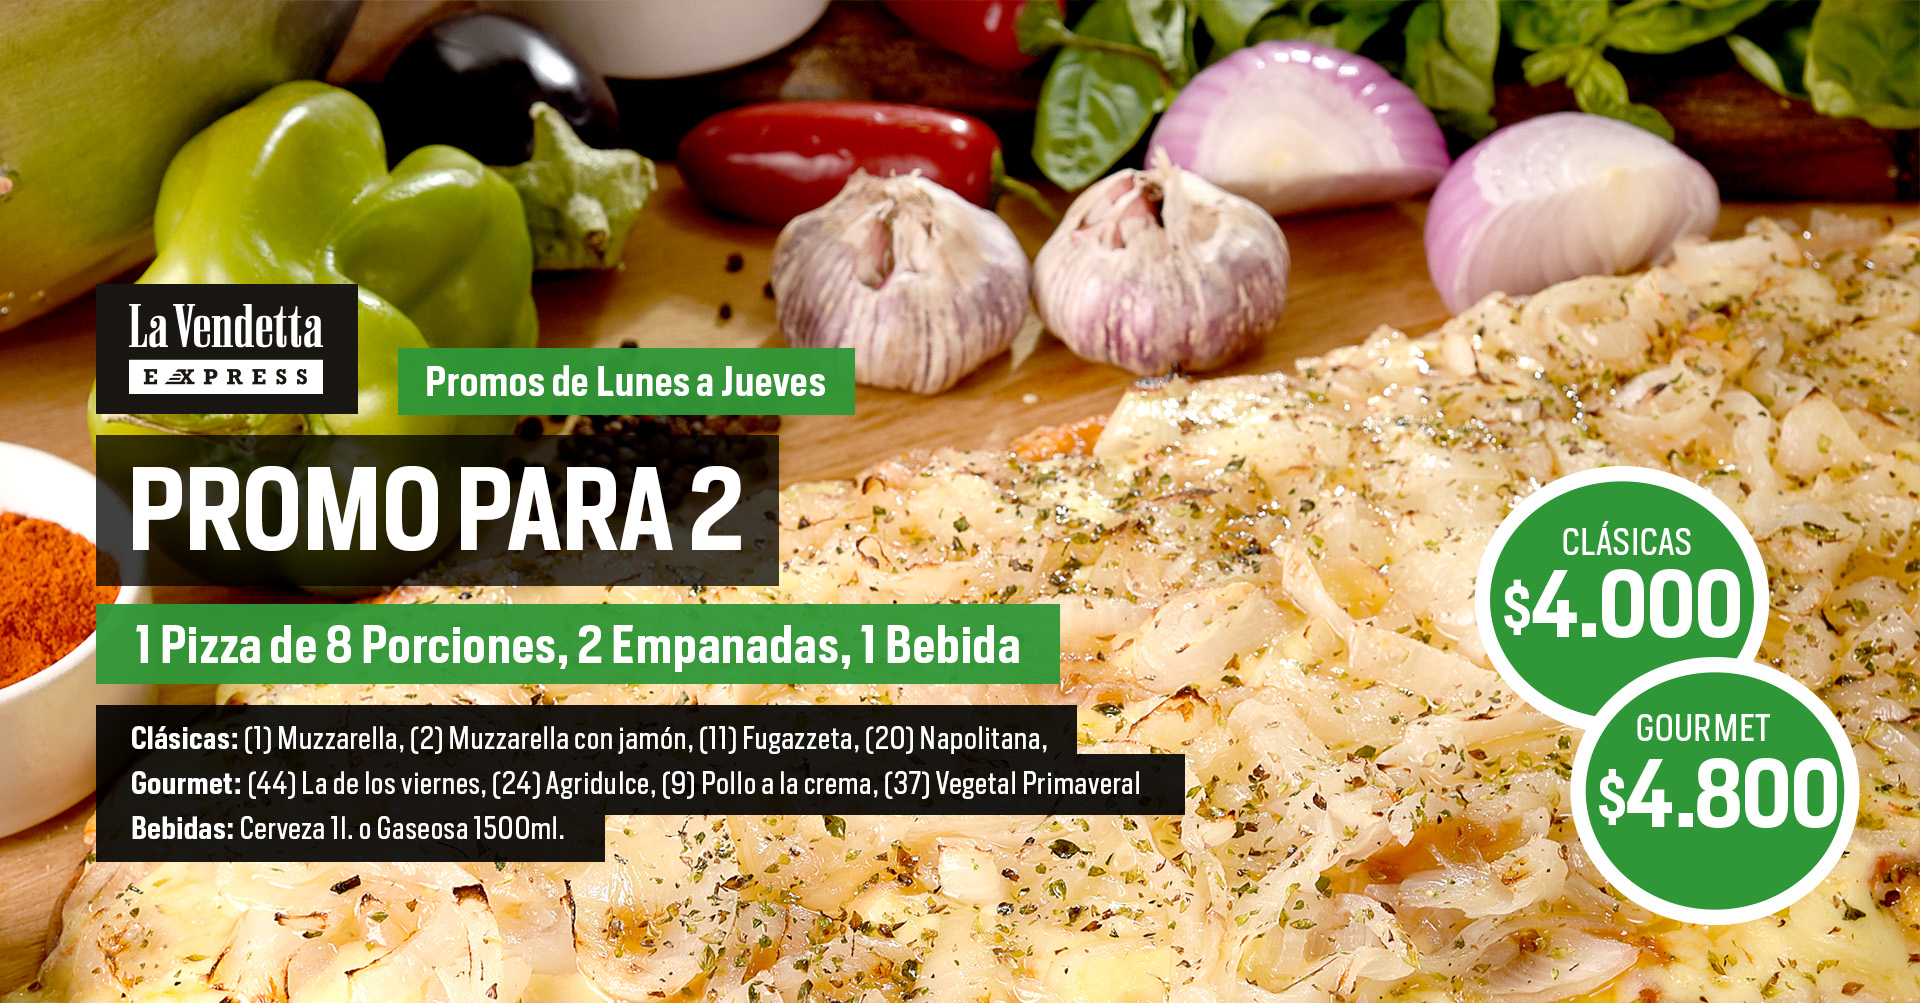 La Vendetta
EXPRESS
Promos de Lunes a Jueves
PROMO PARA 2
1 Pizza de 8 Porciones, 2 Empanadas, 1 Bebida
Clásicas: (1) Muzzarella, (2) Muzzarella con jamón, (11) Fugazzeta, (20) Napolitana,
Gourmet: (44) La de los viernes, (24) Agridulce, (9) Pollo a la crema, (37) Vegetal Primaveral
Bebidas: Cerveza 1l. o Gaseosa 1500ml.
CLÁSICAS
$4.000
GOURMET
$4.800